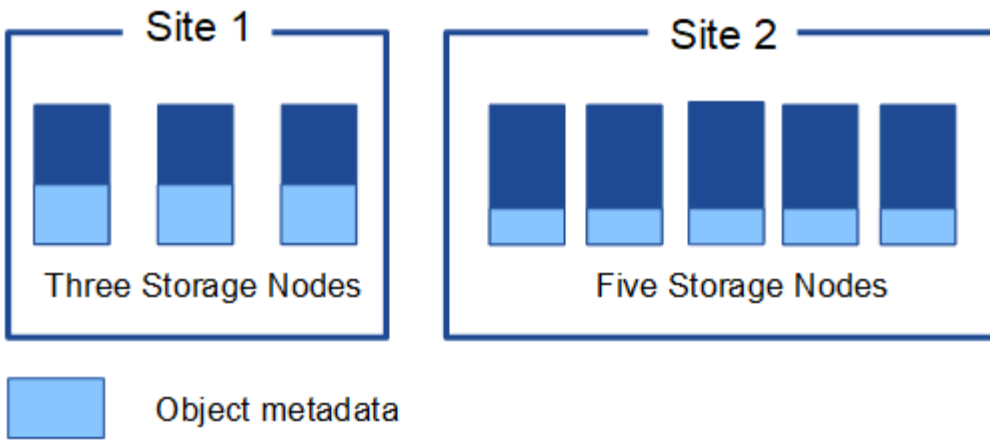 Site 1
Site 2
Three Storage Nodes
Five Storage Nodes
Object metadata